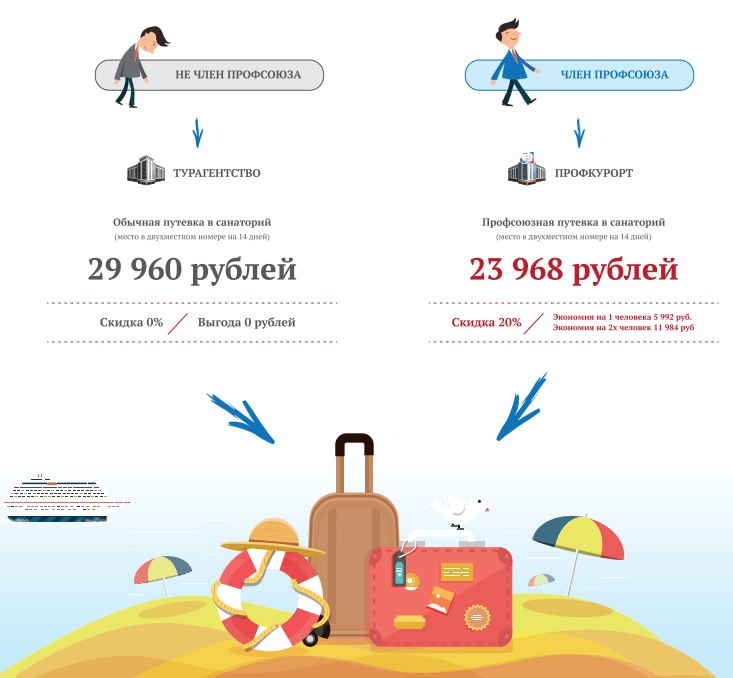 НЕ ЧЛЕН ПРОФСОЮЗА
ТУРАГЕНТСТВО
Обычная путевка в санаторий
(место в двухместном номере на 14 дней)
29 960 рублей
Скидка 0%
Выгода 0 рублей
ЧЛЕН ПРОФСОЮЗА
ПРОФКУРОРТ
Профсоюзная путевка в санаторий
(место в двухместном номере на 14 дней)
23 968 рублей
Скидка 20%
Экономия на 1 человека 5 992 руб.
Экономия на 2х человек 11 984 руб